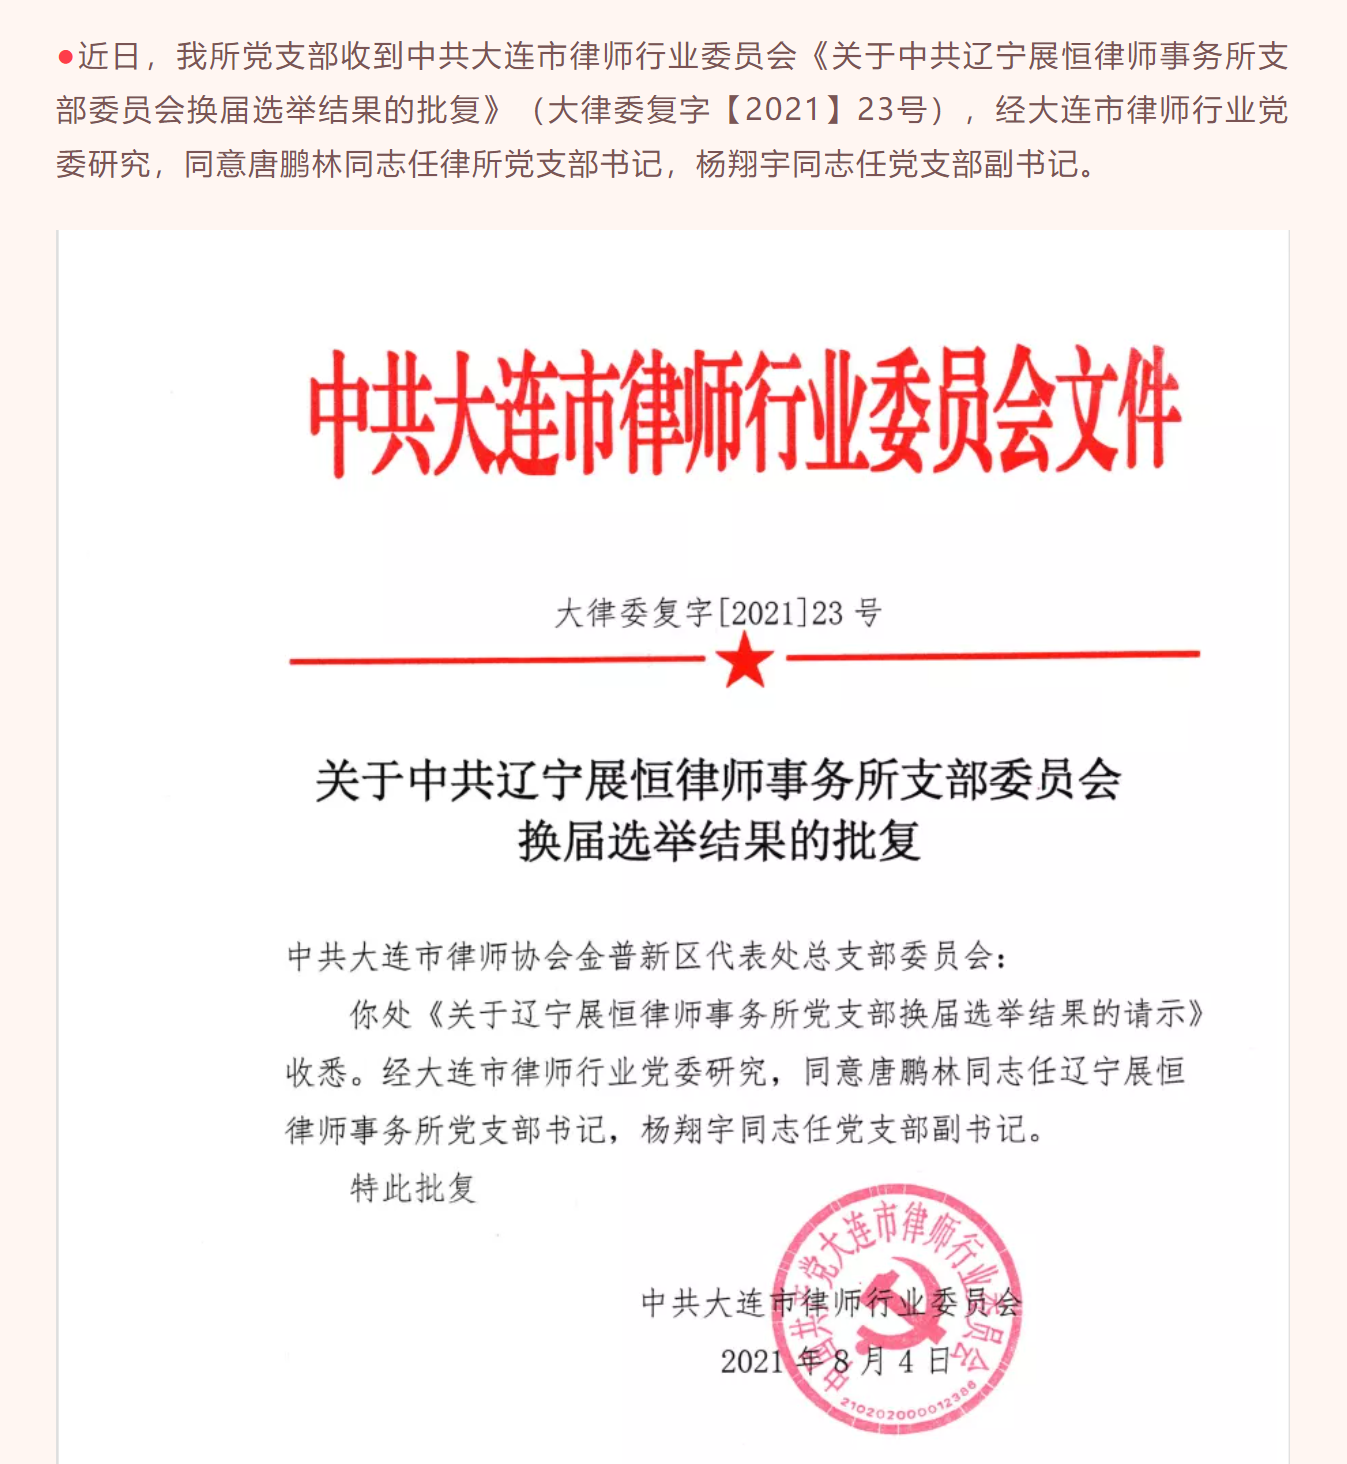 ●近日，我所党支部收到中共大连市律师行业委员会《关于中共辽宁展恒律师事务所支
部委员会换届选举结果的批复》（大律委复字【2021】23号），经大连市律师行业党
委研究，同意唐鹏林同志任律所党支部书记，杨翔宇同志任党支部副书记。
中共大连市律师行业委员会文件
大律委复字[2021]23 号
关于中共辽宁展恒律师事务所支部委员会
换届选举结果的批复
中共大连市律师协会金普新区代表处总支部委员会：
你处《关于辽宁展恒律师事务所党支部换届选举结果的请示》
收悉。经大连市律师行业党委研究，同意唐鹏林同志任辽宁展恒
律师事务所党支部书记，杨翔宇同志任党支部副书记。
特此批复
中共大连市律师行业委员会
2021 年 8 月 4 日
中国共产党大连市律师行业委员会
210202000012386